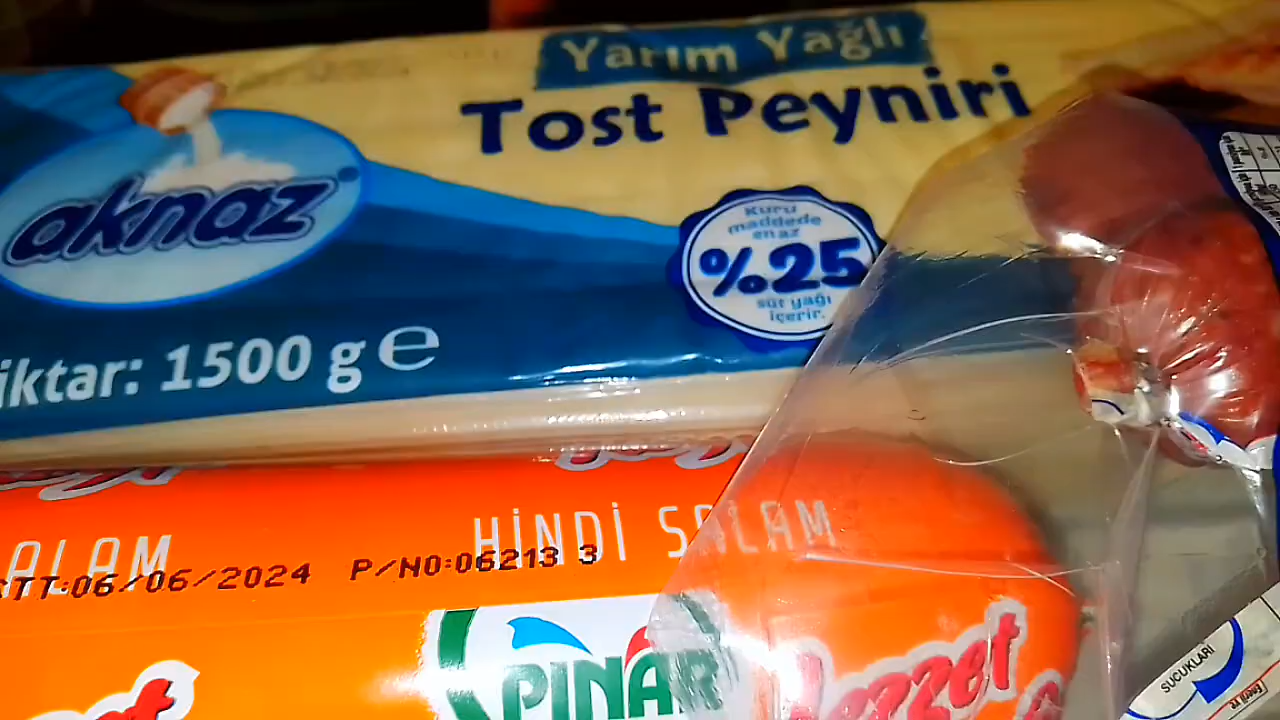 Yarım Yağlı
Tost Peyniri
aknaz
Kuru
maddede
en az
%25
süt yağı
içerir.
iktar: 1500 g e
ALAM
HİNDİ SALAM
TT:06/06/2024 P/NO:06213 3
PINAR
Lezzet
SUCUKLARI